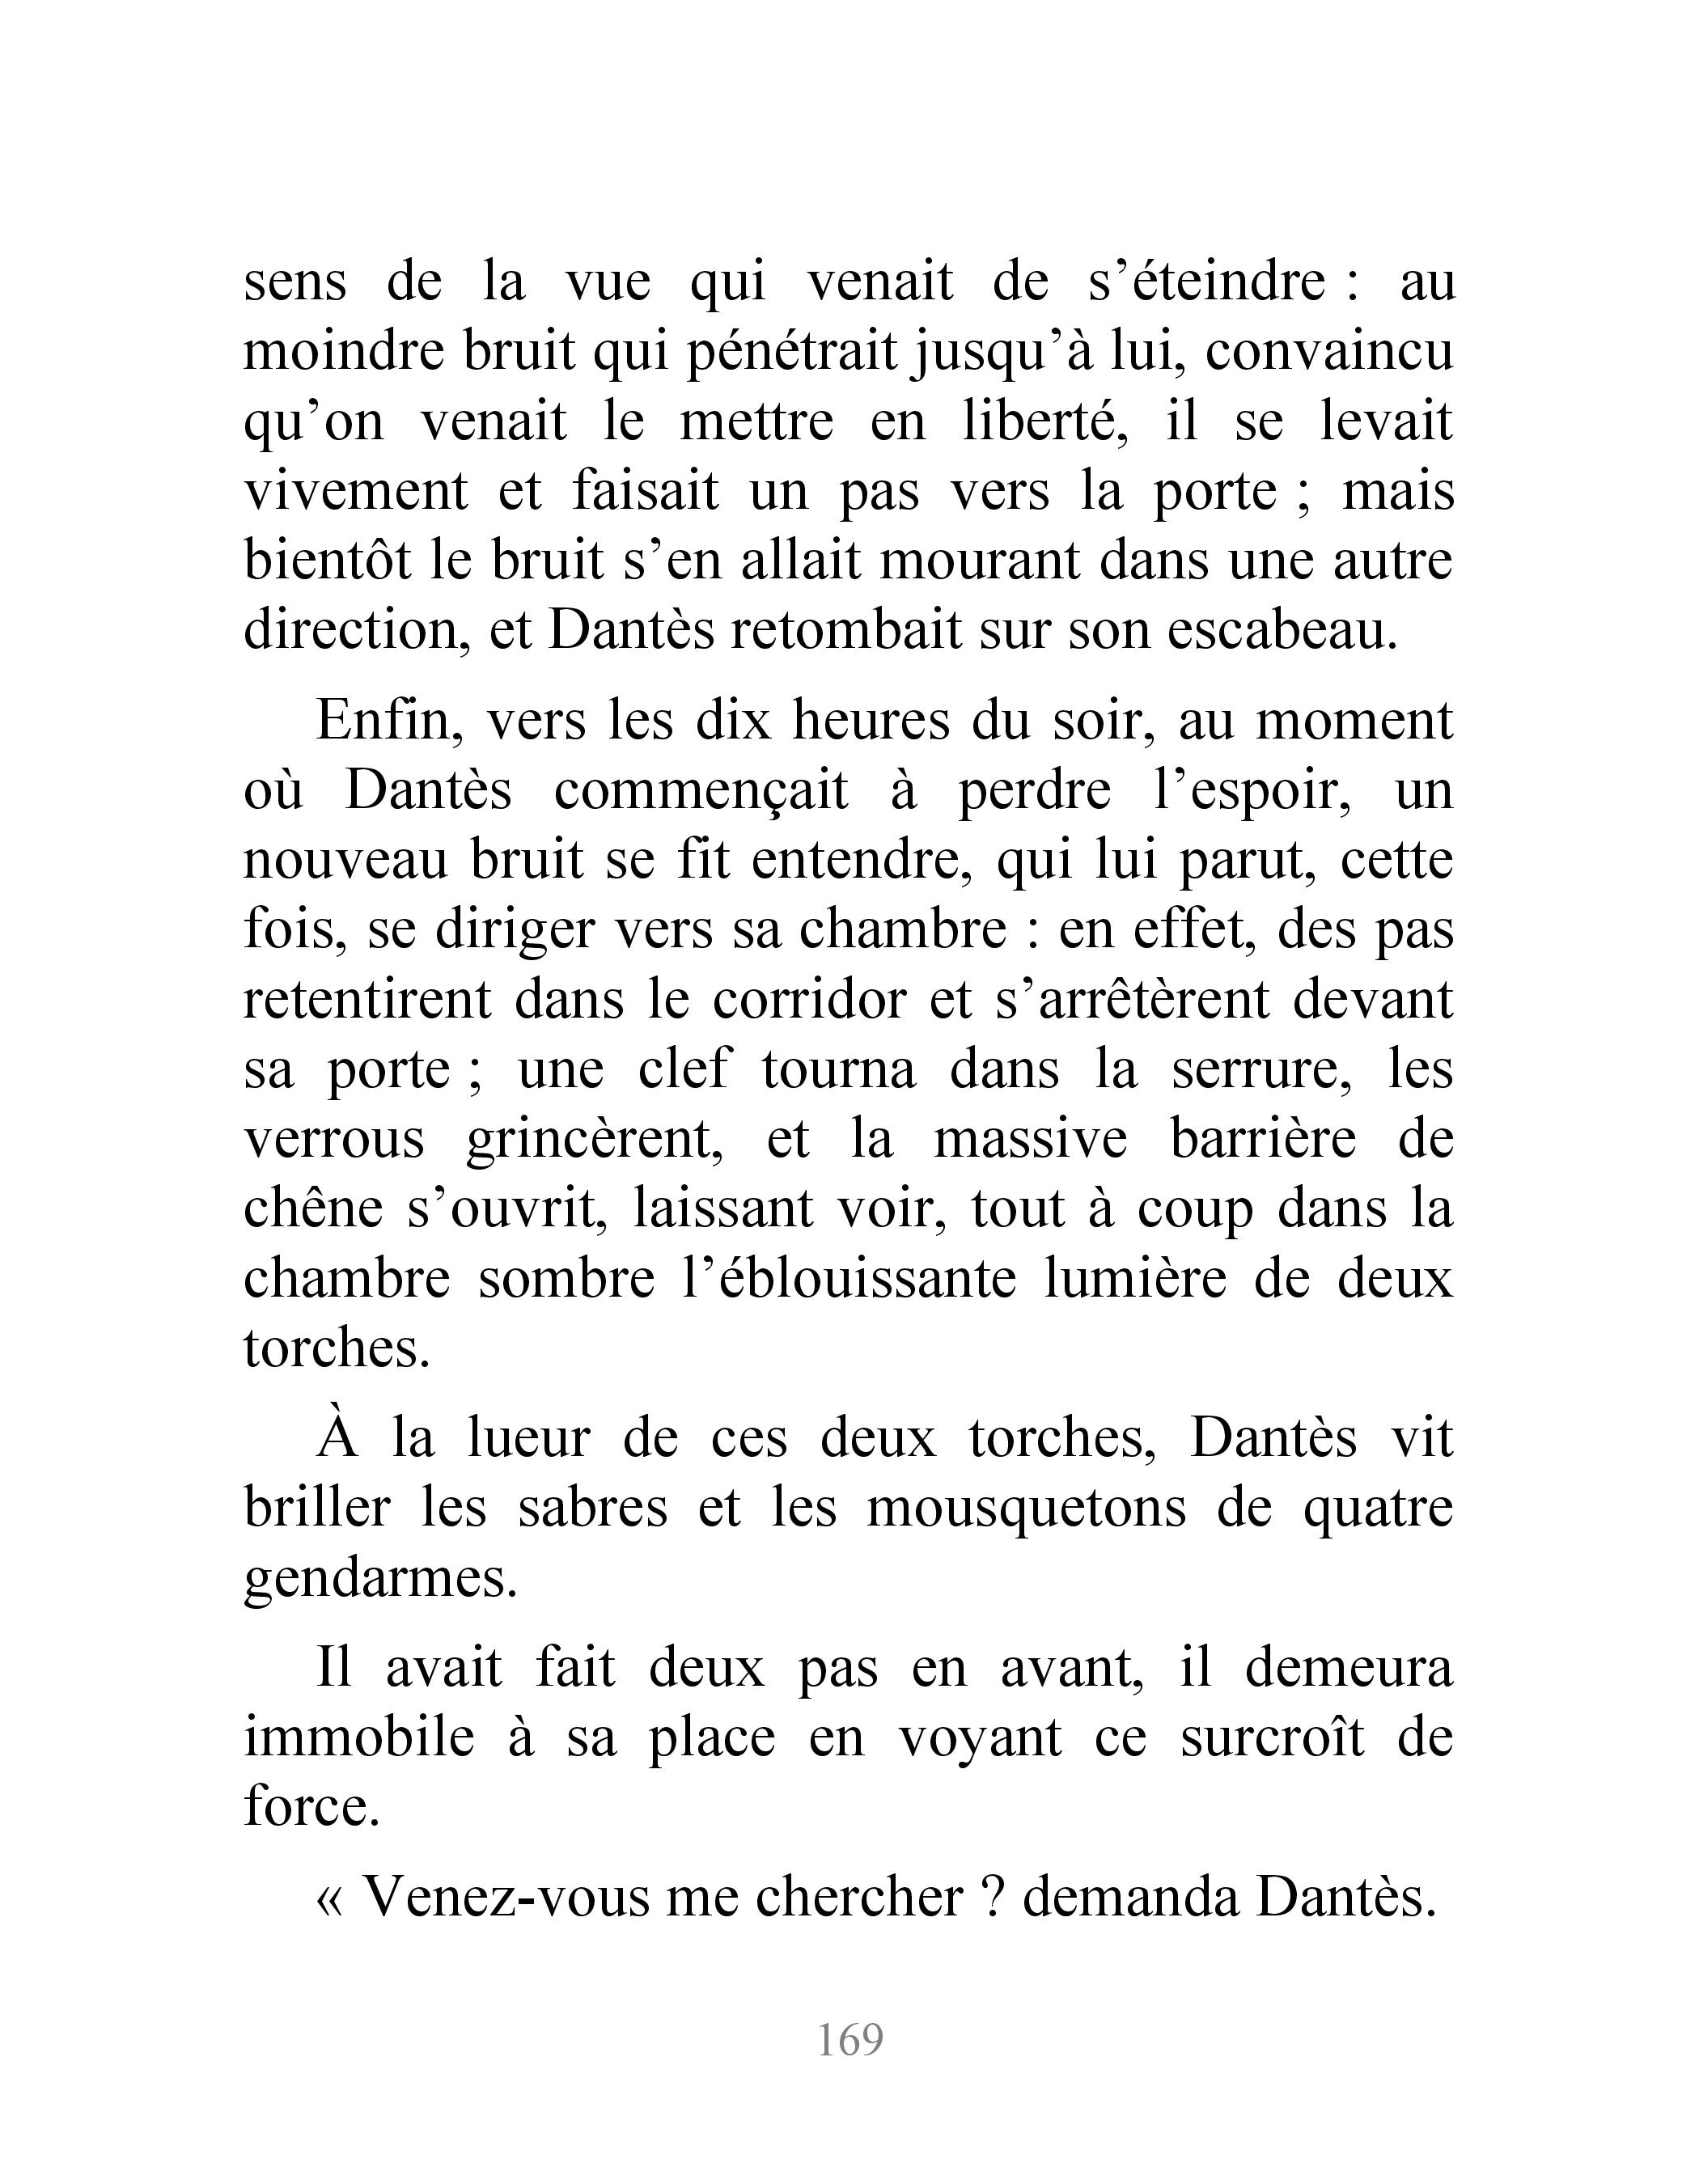 sens de la vue qui venait de s’éteindre : au
moindre bruit qui pénétrait jusqu’à lui, convaincu
qu’on venait le mettre en liberté, il se levait
vivement et faisait un pas vers la porte ; mais
bientôt le bruit s’en allait mourant dans une autre
direction, et Dantès retombait sur son escabeau.
Enfin, vers les dix heures du soir, au moment
où Dantès commençait à perdre l’espoir, un
nouveau bruit se fit entendre, qui lui parut, cette
fois, se diriger vers sa chambre : en effet, des pas
retentirent dans le corridor et s’arrêtèrent devant
sa porte ; une clef tourna dans la serrure, les
verrous grincèrent, et la massive barrière de
chêne s’ouvrit, laissant voir, tout à coup dans la
chambre sombre l’éblouissante lumière de deux
torches.
À la lueur de ces deux torches, Dantès vit
briller les sabres et les mousquetons de quatre
gendarmes.
Il avait fait deux pas en avant, il demeura
immobile à sa place en voyant ce surcroît de
force.
« Venez-vous me chercher ? demanda Dantès.
169